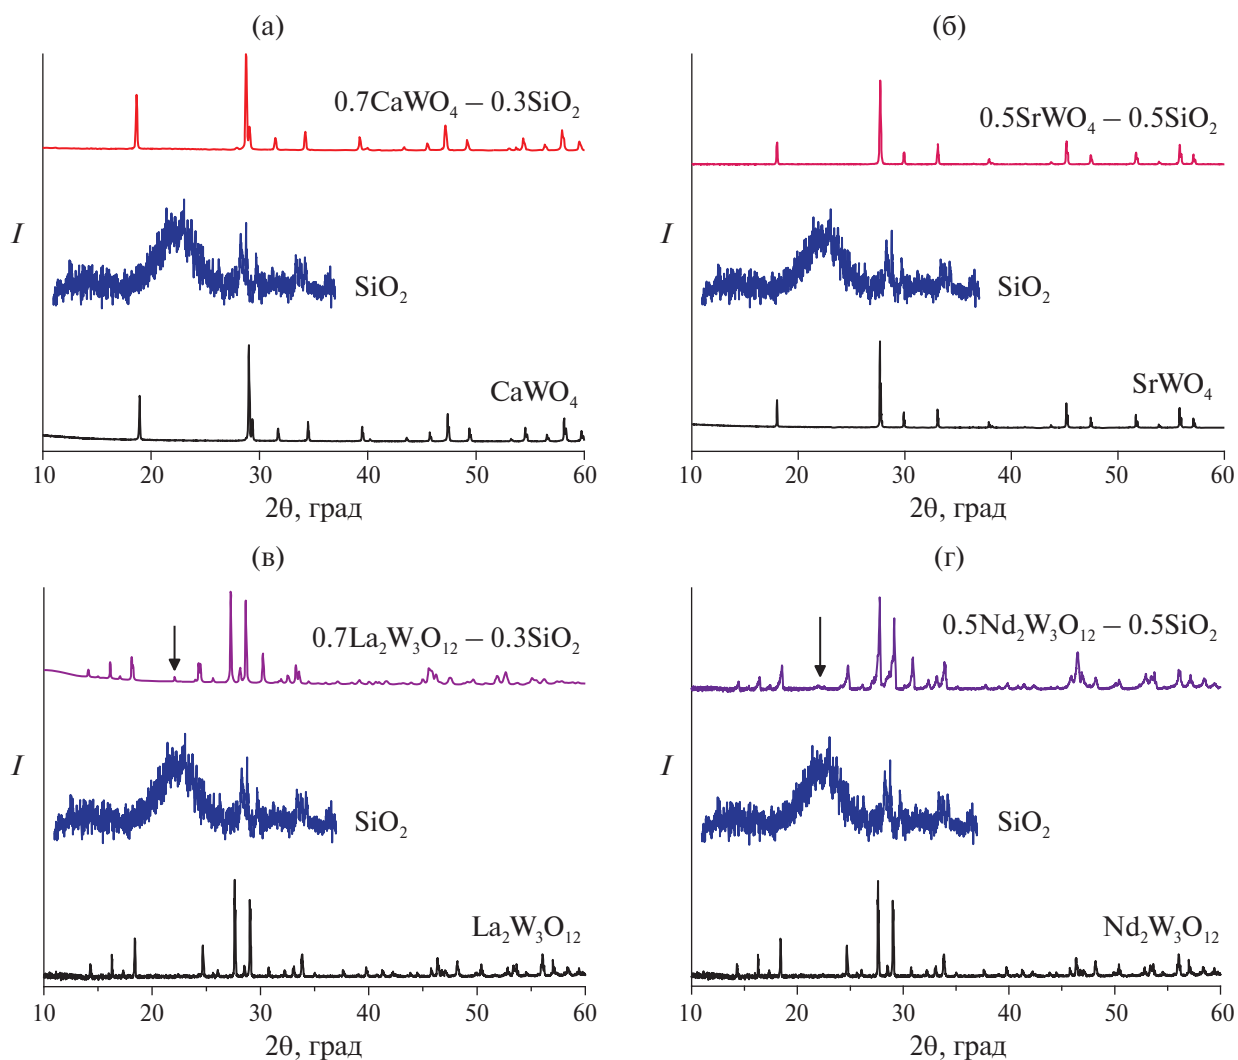 (а)
0.7CaWO₄ – 0.3SiO₂
I
SiO₂
CaWO₄
10 20 30 40 50 60
2θ, град
(б)
0.5SrWO₄ – 0.5SiO₂
I
SiO₂
SrWO₄
10 20 30 40 50 60
2θ, град
(в)
0.7La₂W₃O₁₂ – 0.3SiO₂
I
SiO₂
La₂W₃O₁₂
10 20 30 40 50 60
2θ, град
(г)
0.5Nd₂W₃O₁₂ – 0.5SiO₂
I
SiO₂
Nd₂W₃O₁₂
10 20 30 40 50 60
2θ, град